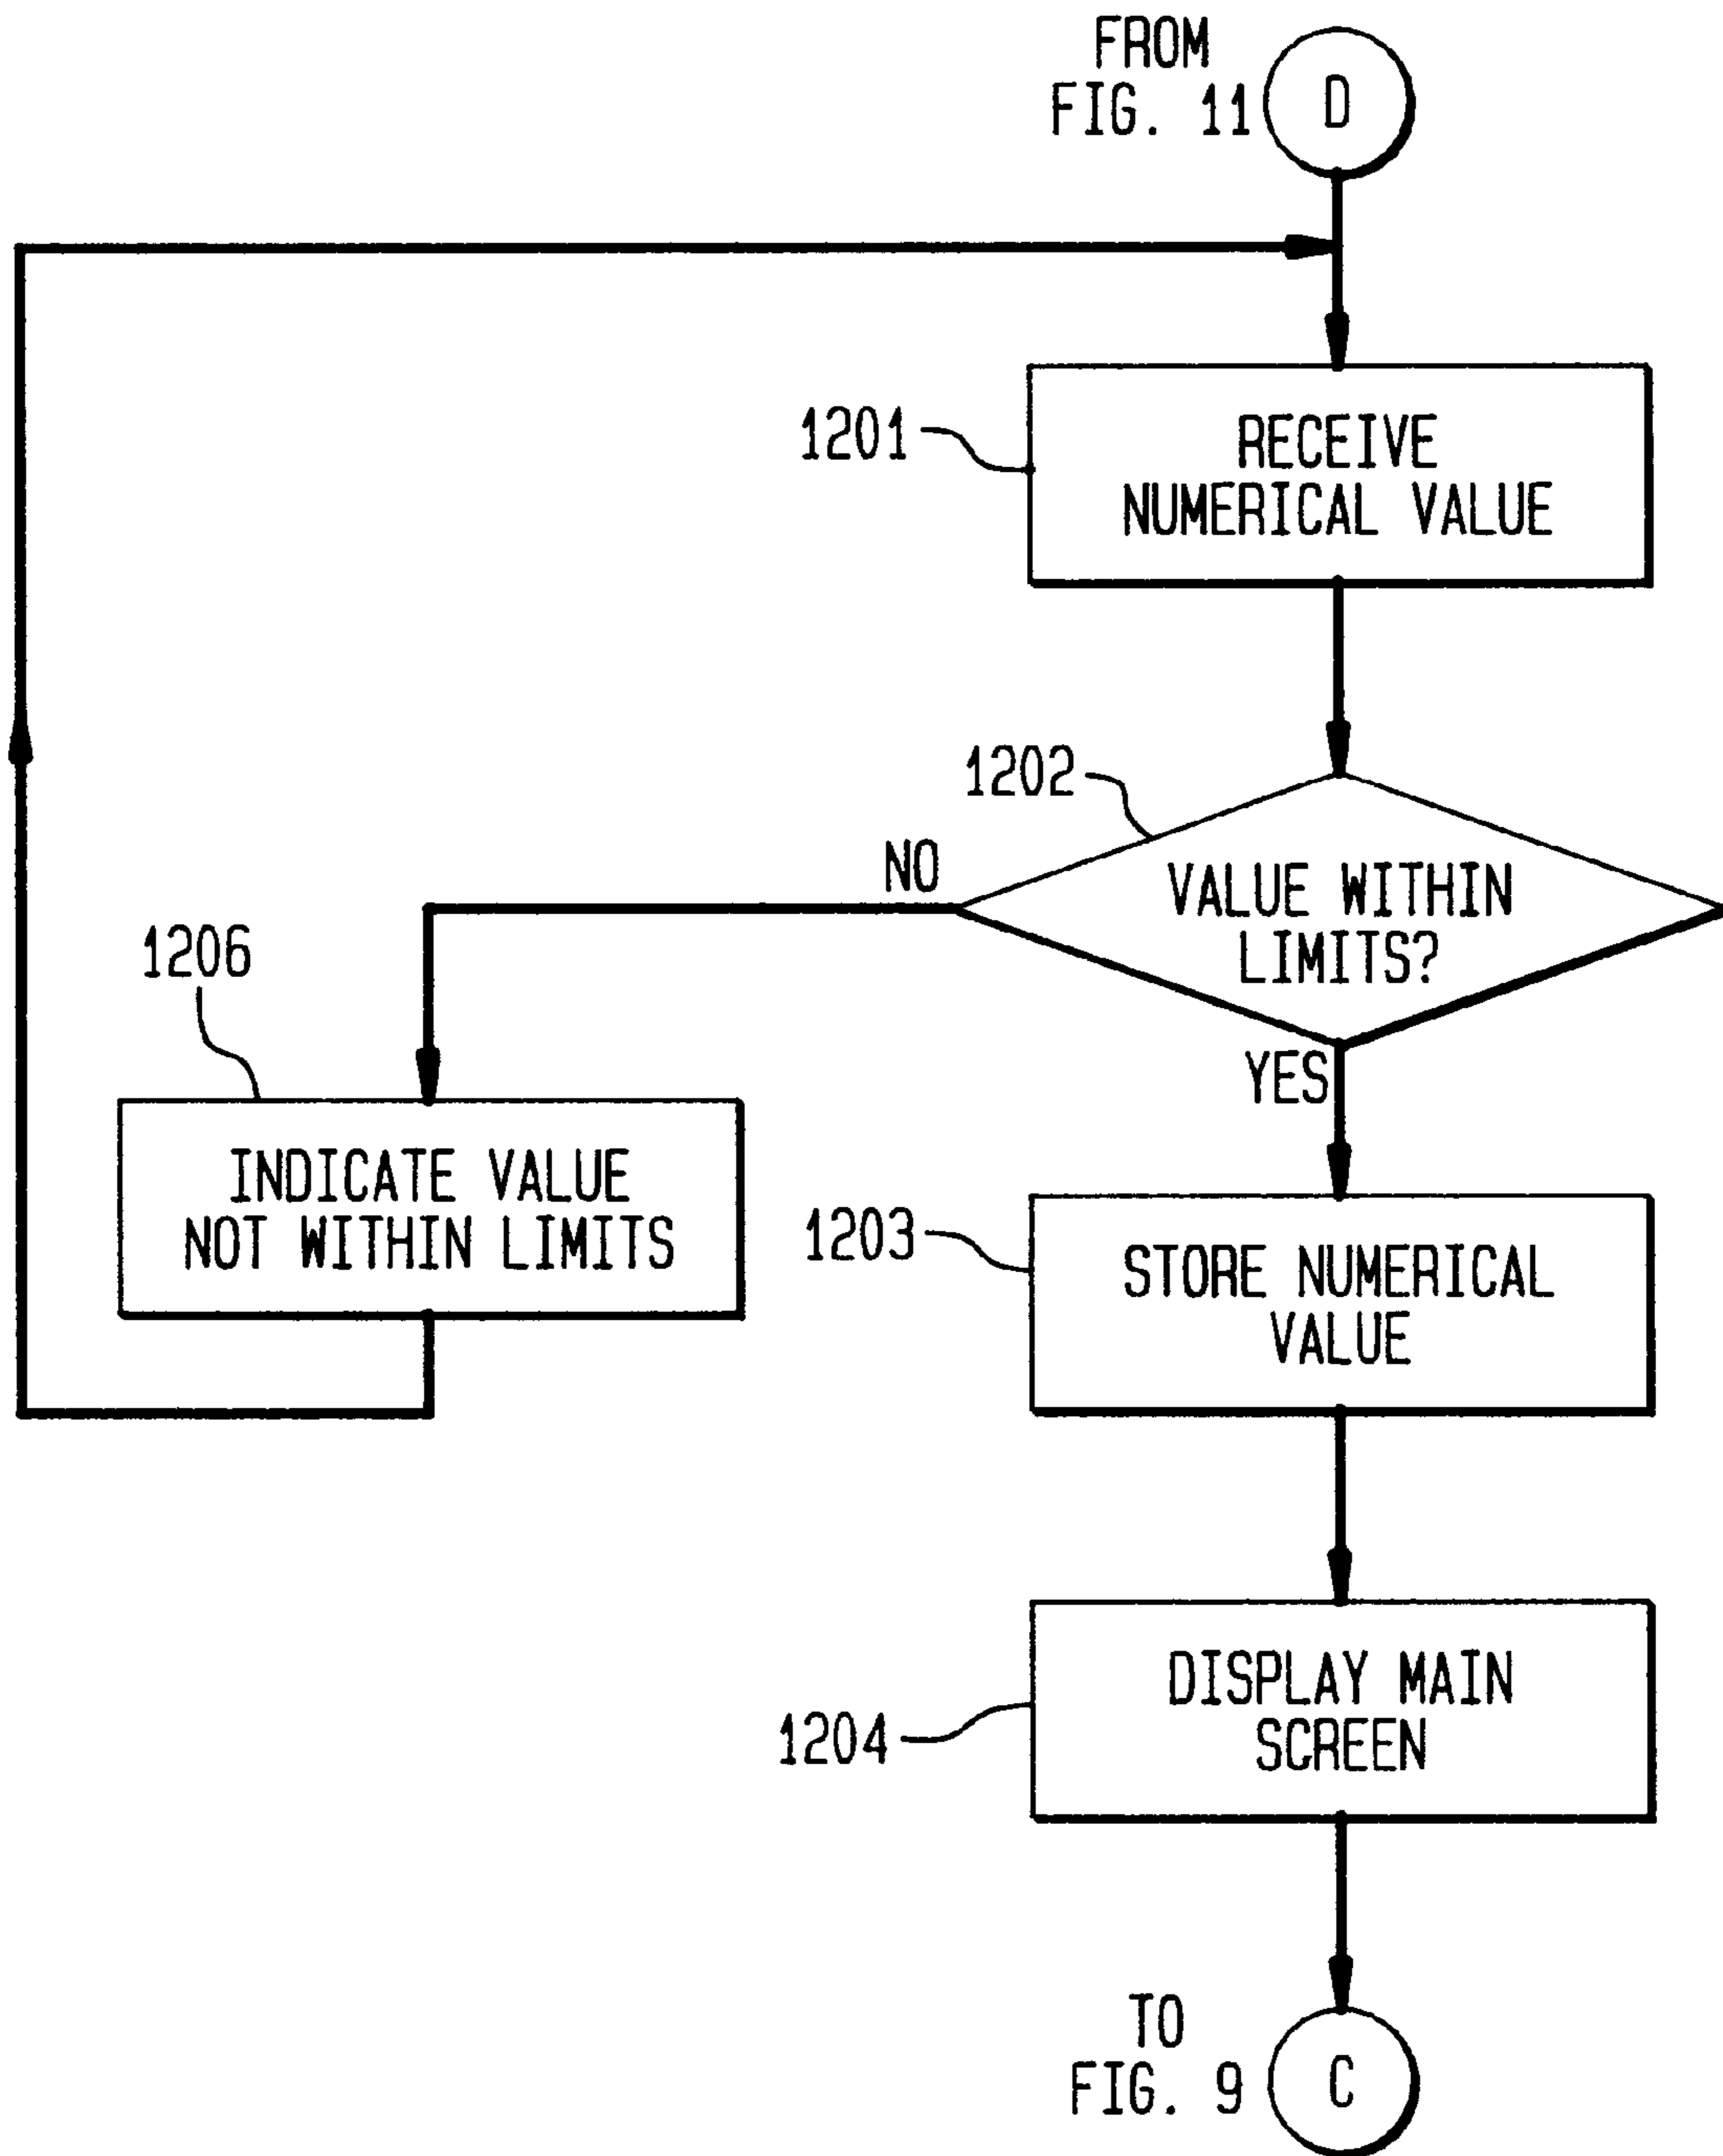 FROM
FIG. 11
D
1201
RECEIVE
NUMERICAL VALUE
1202
NO
VALUE WITHIN
LIMITS?
1206
YES
INDICATE VALUE
NOT WITHIN LIMITS
1203
STORE NUMERICAL
VALUE
1204
DISPLAY MAIN
SCREEN
TO
FIG. 9
C